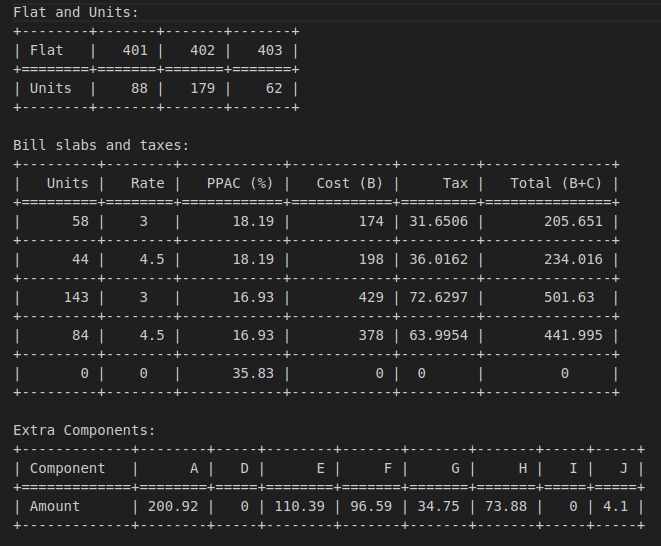 Flat and Units:
+--------+-------+-------+-------+
| Flat   |   401 |   402 |   403 |
+========+=======+=======+=======+
| Units  |    88 |   179 |    62 |
+--------+-------+-------+-------+

Bill slabs and taxes:
+---------+--------+------------+------------+---------+---------------+
|   Units |   Rate |   PPAC (%) |   Cost (B) |     Tax |   Total (B+C) |
+=========+========+============+============+=========+===============+
|      58 |    3   |      18.19 |        174 | 31.6506 |       205.651 |
+---------+--------+------------+------------+---------+---------------+
|      44 |    4.5 |      18.19 |        198 | 36.0162 |       234.016 |
+---------+--------+------------+------------+---------+---------------+
|     143 |    3   |      16.93 |        429 | 72.6297 |       501.63  |
+---------+--------+------------+------------+---------+---------------+
|      84 |    4.5 |      16.93 |        378 | 63.9954 |       441.995 |
+---------+--------+------------+------------+---------+---------------+
|       0 |    0   |      35.83 |          0 |  0      |         0     |
+---------+--------+------------+------------+---------+---------------+

Extra Components:
+-------------+--------+-----+--------+-------+-------+-------+-----+-----+
| Component   |      A |   D |      E |     F |     G |     H |   I |   J |
+=============+========+=====+========+=======+=======+=======+=====+=====+
| Amount      | 200.92 |   0 | 110.39 | 96.59 | 34.75 | 73.88 |   0 | 4.1 |
+-------------+--------+-----+--------+-------+-------+-------+-----+-----+